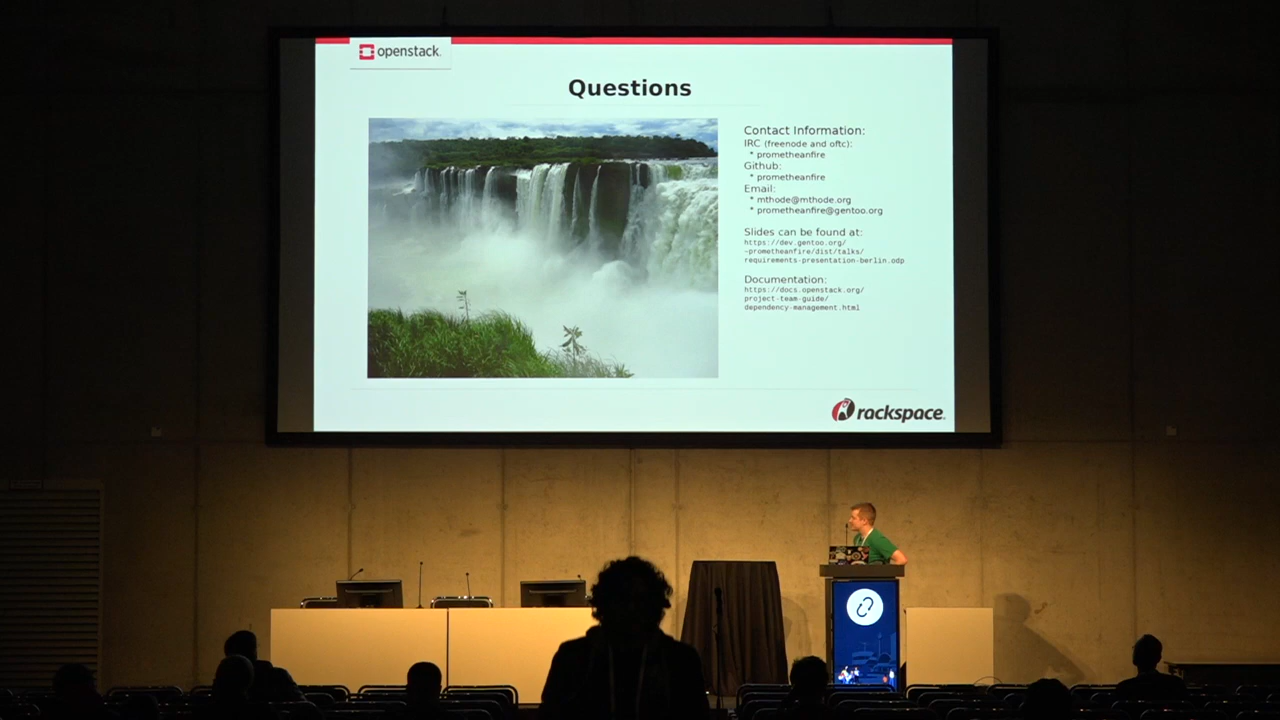 openstack.
Questions
Contact Information:
IRC (freenode and oftc):
* prometheanfire
Github:
* prometheanfire
Email:
* mthode@mthode.org
* prometheanfire@gentoo.org
Slides can be found at:
https://dev.gentoo.org/
~prometheanfire/dist/talks/
requirements-presentation-berlin.odp
Documentation:
https://docs.openstack.org/
project-team-guide/
dependency-management.html
rackspace.